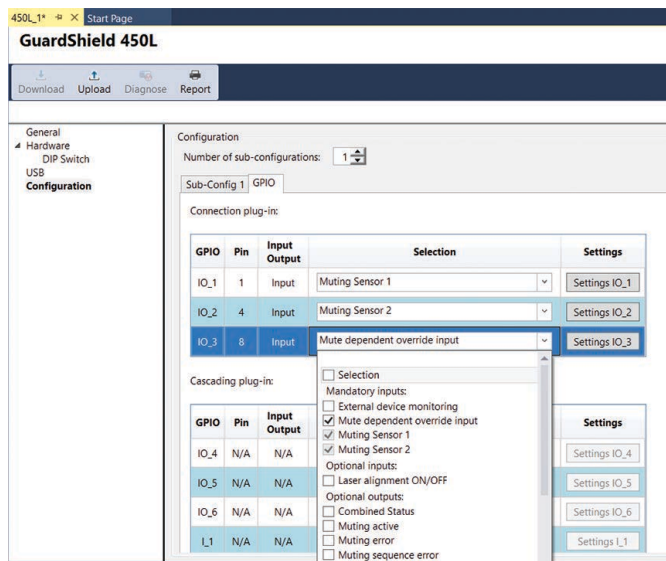 450L_1*
Start Page
GuardShield 450L
Download Upload Diagnose Report
General
Hardware
DIP Switch
USB
Configuration
Configuration
Number of sub-configurations: 1
Sub-Config 1 GPIO
Connection plug-in:
GPIO Pin Input Output Selection Settings
IO_1 1 Input Muting Sensor 1 Settings IO_1
IO_2 4 Input Muting Sensor 2 Settings IO_2
IO_3 8 Input Mute dependent override input Settings IO_3
Selection
Mandatory inputs:
External device monitoring
Mute dependent override input
Muting Sensor 1
Muting Sensor 2
Optional inputs:
Laser alignment ON/OFF
Optional outputs:
Combined Status
Muting active
Muting error
Muting sequence error
Cascading plug-in:
GPIO Pin Input Output Settings
IO_4 N/A N/A Settings IO_4
IO_5 N/A N/A Settings IO_5
IO_6 N/A N/A Settings IO_6
I_1 N/A N/A Settings I_1